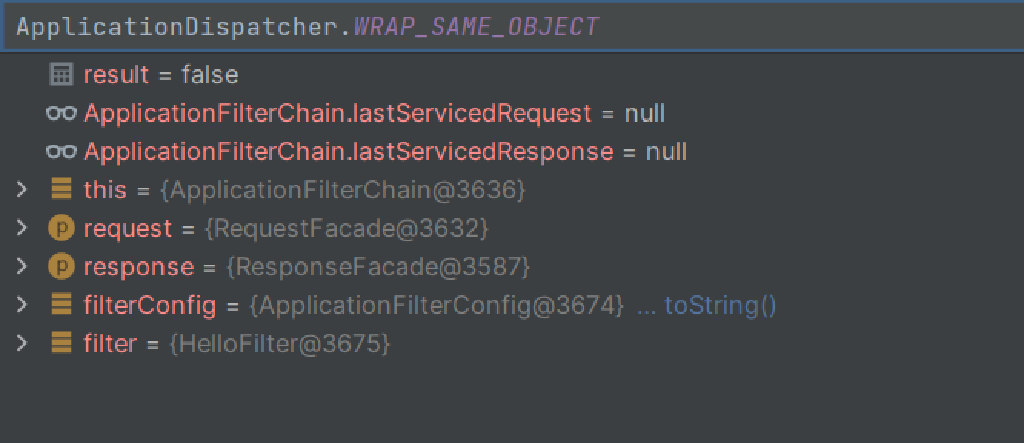 ApplicationDispatcher.WRAP_SAME_OBJECT
result = false
ApplicationFilterChain.lastServicedRequest = null
ApplicationFilterChain.lastServicedResponse = null
this = {ApplicationFilterChain@3636}
p request = {RequestFacade@3632}
p response = {ResponseFacade@3587}
filterConfig = {ApplicationFilterConfig@3674} ... toString()
filter = {HelloFilter@3675}